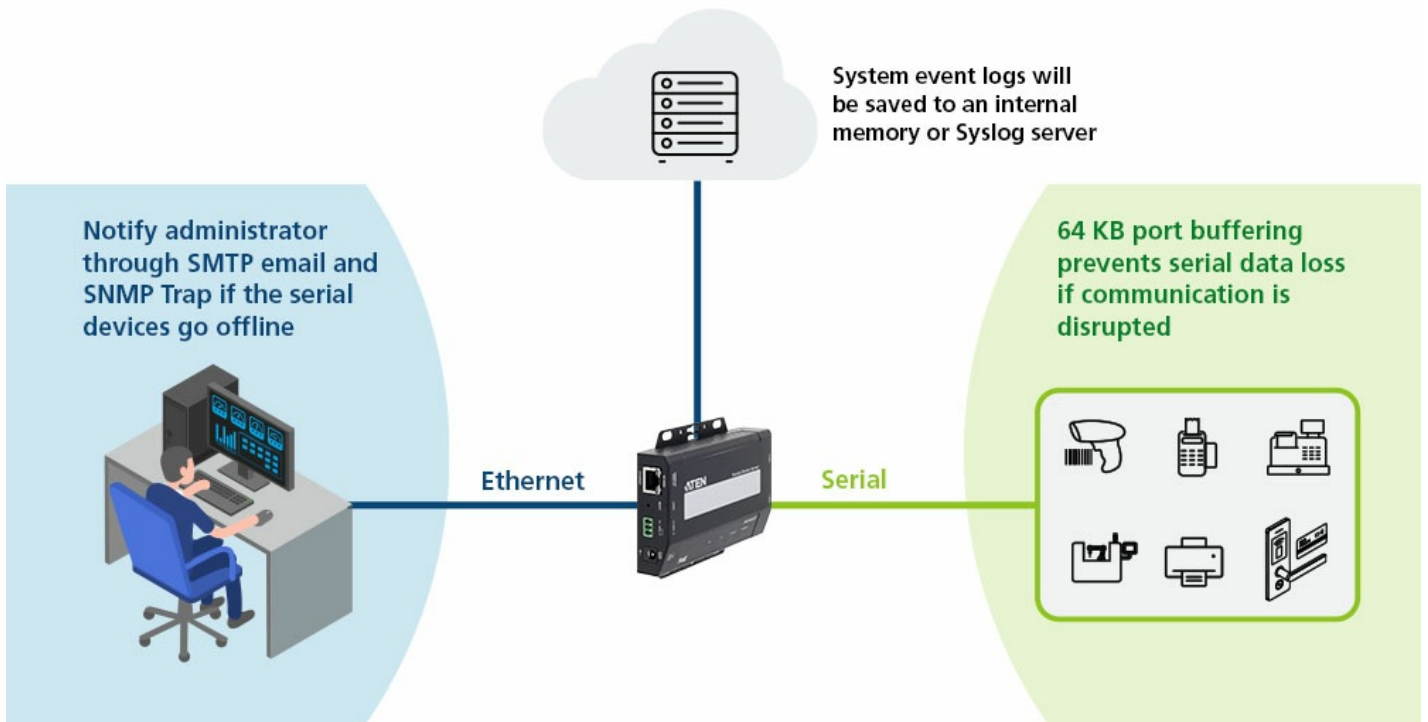 System event logs will
be saved to an internal
memory or Syslog server
Notify administrator
through SMTP email and
SNMP Trap if the serial
devices go offline
64 KB port buffering
prevents serial data loss
if communication is
disrupted
Ethernet
Serial
ATEN